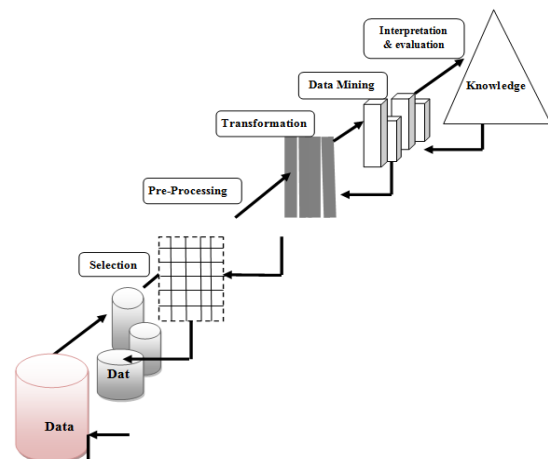 Interpretation
& evaluation
Data Mining
Knowledge
Transformation
Pre-Processing
Selection
Dat
Data